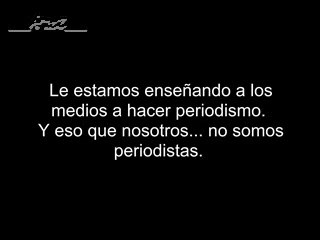 Le estamos enseñando a los
medios a hacer periodismo.
Y eso que nosotros... no somos
periodistas.